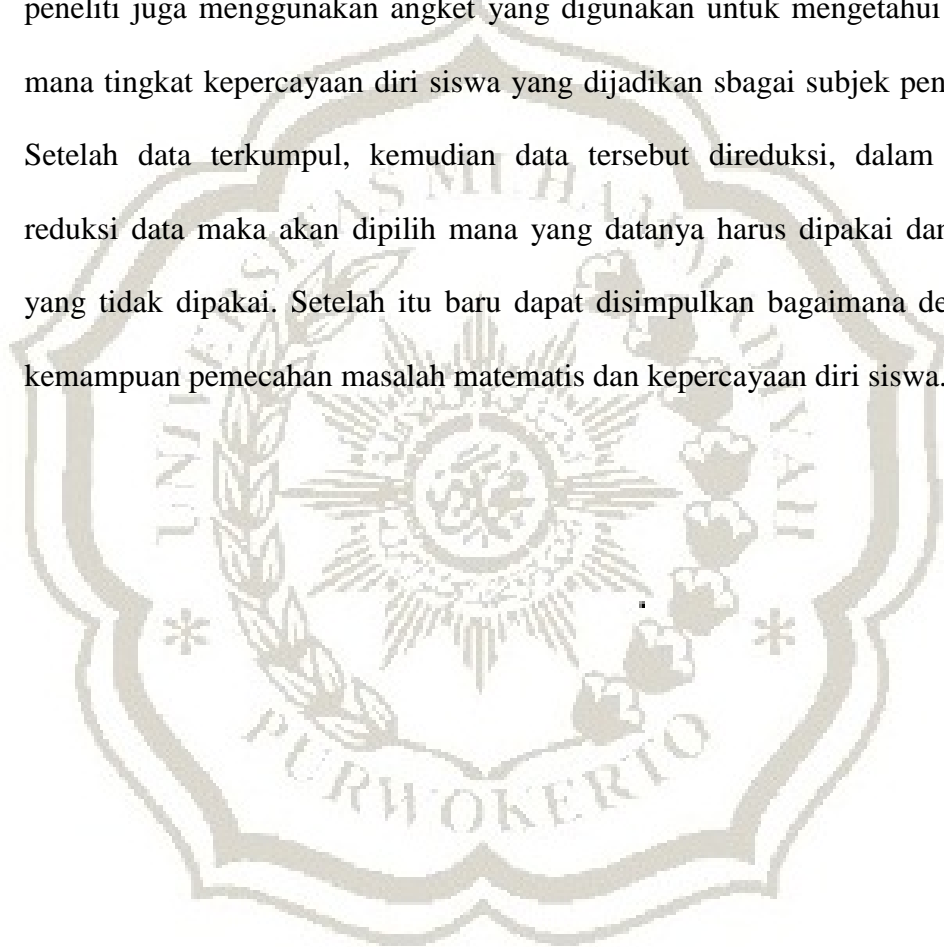 peneliti juga menggunakan angket yang digunakan untuk mengetahui
mana tingkat kepercayaan diri siswa yang dijadikan sbagai subjek pen
Setelah data terkumpul, kemudian data tersebut direduksi, dalam
reduksi data maka akan dipilih mana yang datanya harus dipakai dan
yang tidak dipakai. Setelah itu baru dapat disimpulkan bagaimana de
kemampuan pemecahan masalah matematis dan kepercayaan diri siswa.
UNIVERSITAS MUHAMMADIYAH
PURWOKERTO